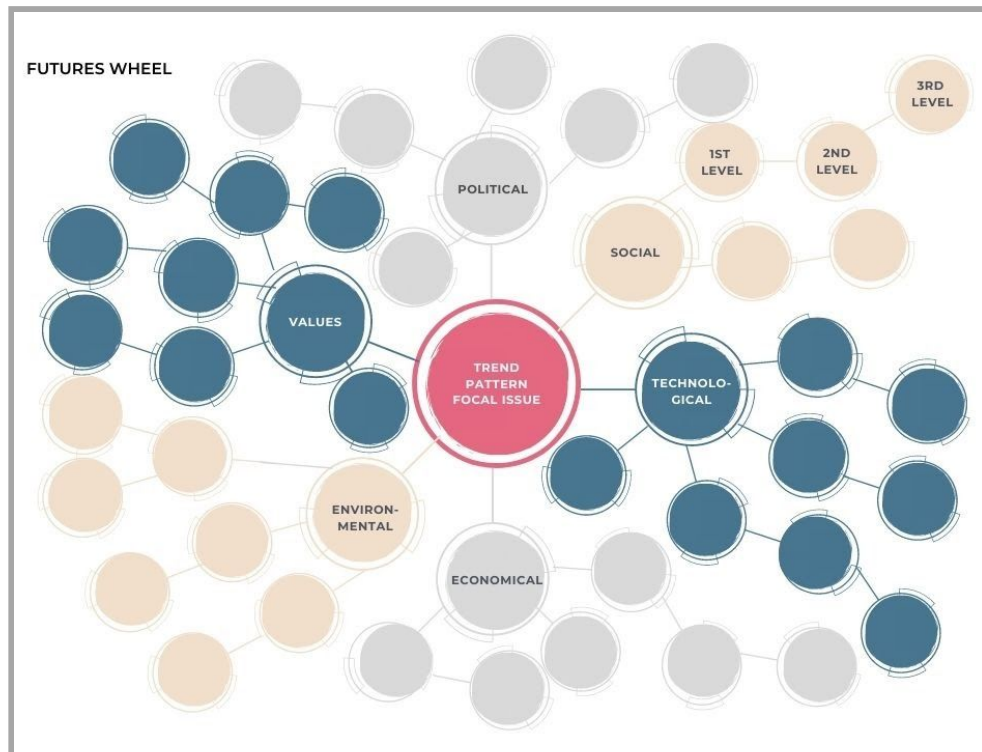 FUTURES WHEEL
3RD
LEVEL
1ST
LEVEL
2ND
LEVEL
POLITICAL
SOCIAL
VALUES
TREND
PATTERN
FOCAL ISSUE
TECHNOLO-
GICAL
ENVIRON-
MENTAL
ECONOMICAL